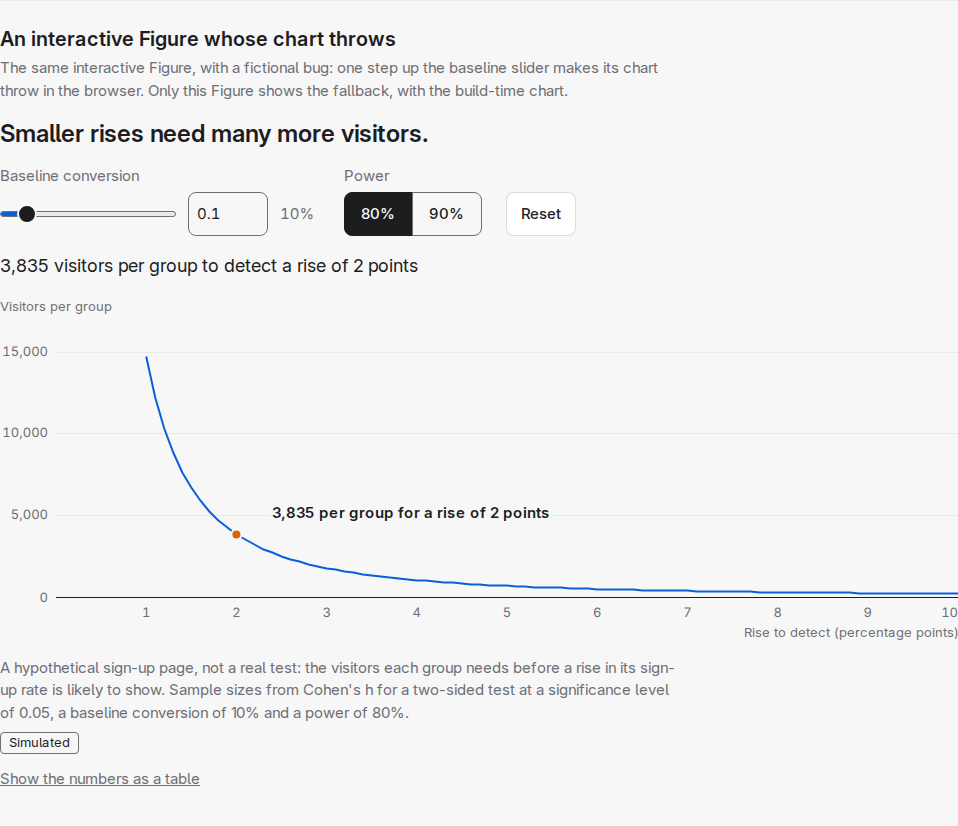 An interactive Figure whose chart throws
The same interactive Figure, with a fictional bug: one step up the baseline slider makes its chart
throw in the browser. Only this Figure shows the fallback, with the build-time chart.
Smaller rises need many more visitors.
Baseline conversion
Power
0.1
10%
80%
90%
Reset
3,835 visitors per group to detect a rise of 2 points
Visitors per group
15,000
10,000
5,000
3,835 per group for a rise of 2 points
0
1 2 3 4 5 6 7 8 9 10
Rise to detect (percentage points)
A hypothetical sign-up page, not a real test: the visitors each group needs before a rise in its sign-
up rate is likely to show. Sample sizes from Cohen's h for a two-sided test at a significance level
of 0.05, a baseline conversion of 10% and a power of 80%.
Simulated
Show the numbers as a table